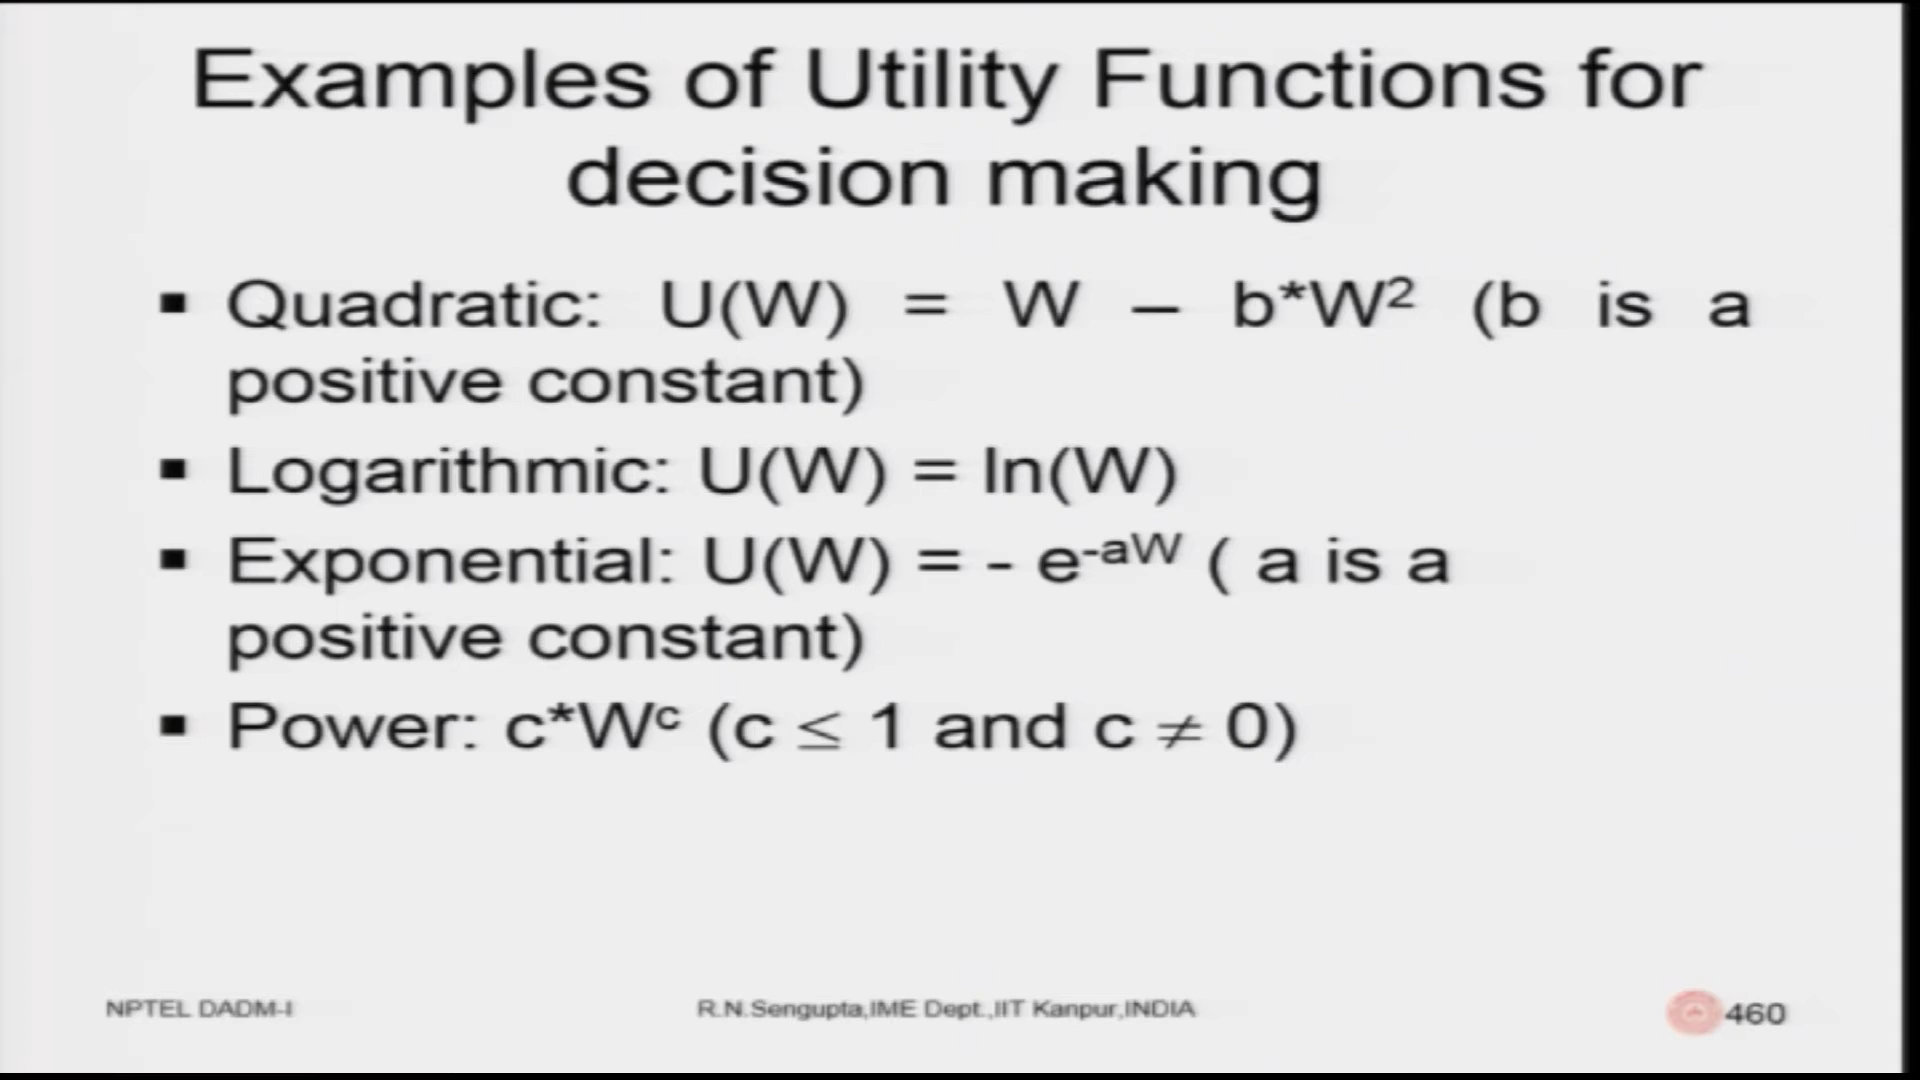 Examples of Utility Functions for
decision making
▪ Quadratic: U(W) = W – b*W² (b is a
positive constant)
▪ Logarithmic: U(W) = ln(W)
▪ Exponential: U(W) = - e⁻ᵃᵂ ( a is a
positive constant)
▪ Power: c*Wᶜ (c ≤ 1 and c ≠ 0)
NPTEL DADM-I
R.N.Sengupta,IME Dept.,IIT Kanpur,INDIA
460